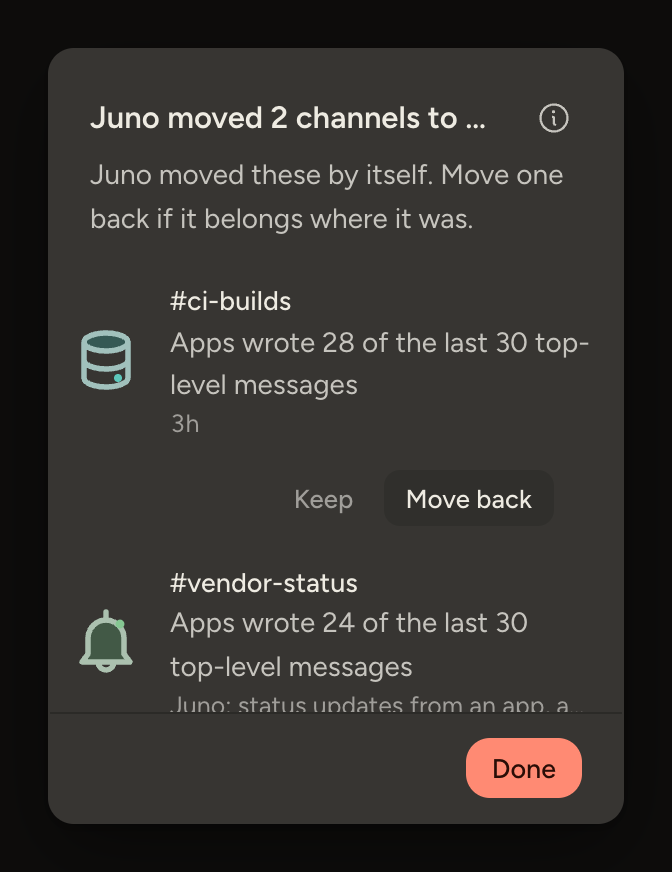 Juno moved 2 channels to ...
Juno moved these by itself. Move one
back if it belongs where it was.
#ci-builds
Apps wrote 28 of the last 30 top-
level messages
3h
Keep
Move back
#vendor-status
Apps wrote 24 of the last 30
top-level messages
Juno: status updates from an app, a...
Done